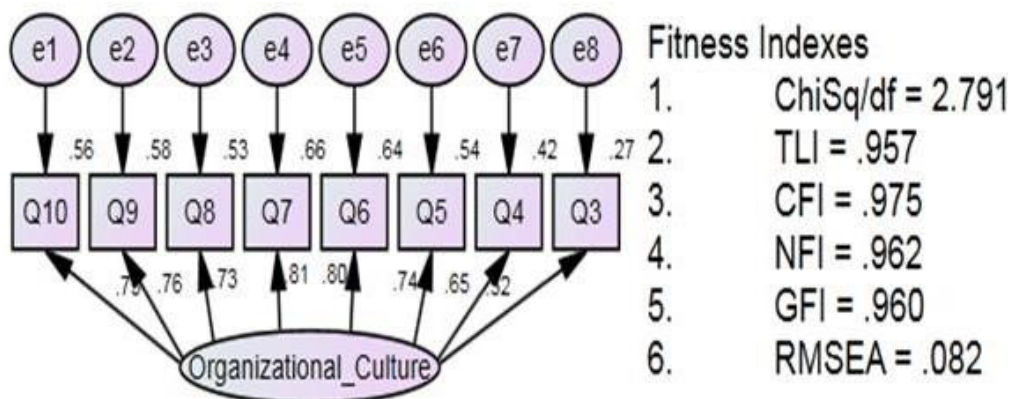 e1 e2 e3 e4 e5 e6 e7 e8
.56 .58 .53 .66 .64 .54 .42 .27
Q10 Q9 Q8 Q7 Q6 Q5 Q4 Q3
.76 .73 .81 .80 .74 .65
Organizational_Culture
Fitness Indexes
1. ChiSq/df = 2.791
2. TLI = .957
3. CFI = .975
4. NFI = .962
5. GFI = .960
6. RMSEA = .082